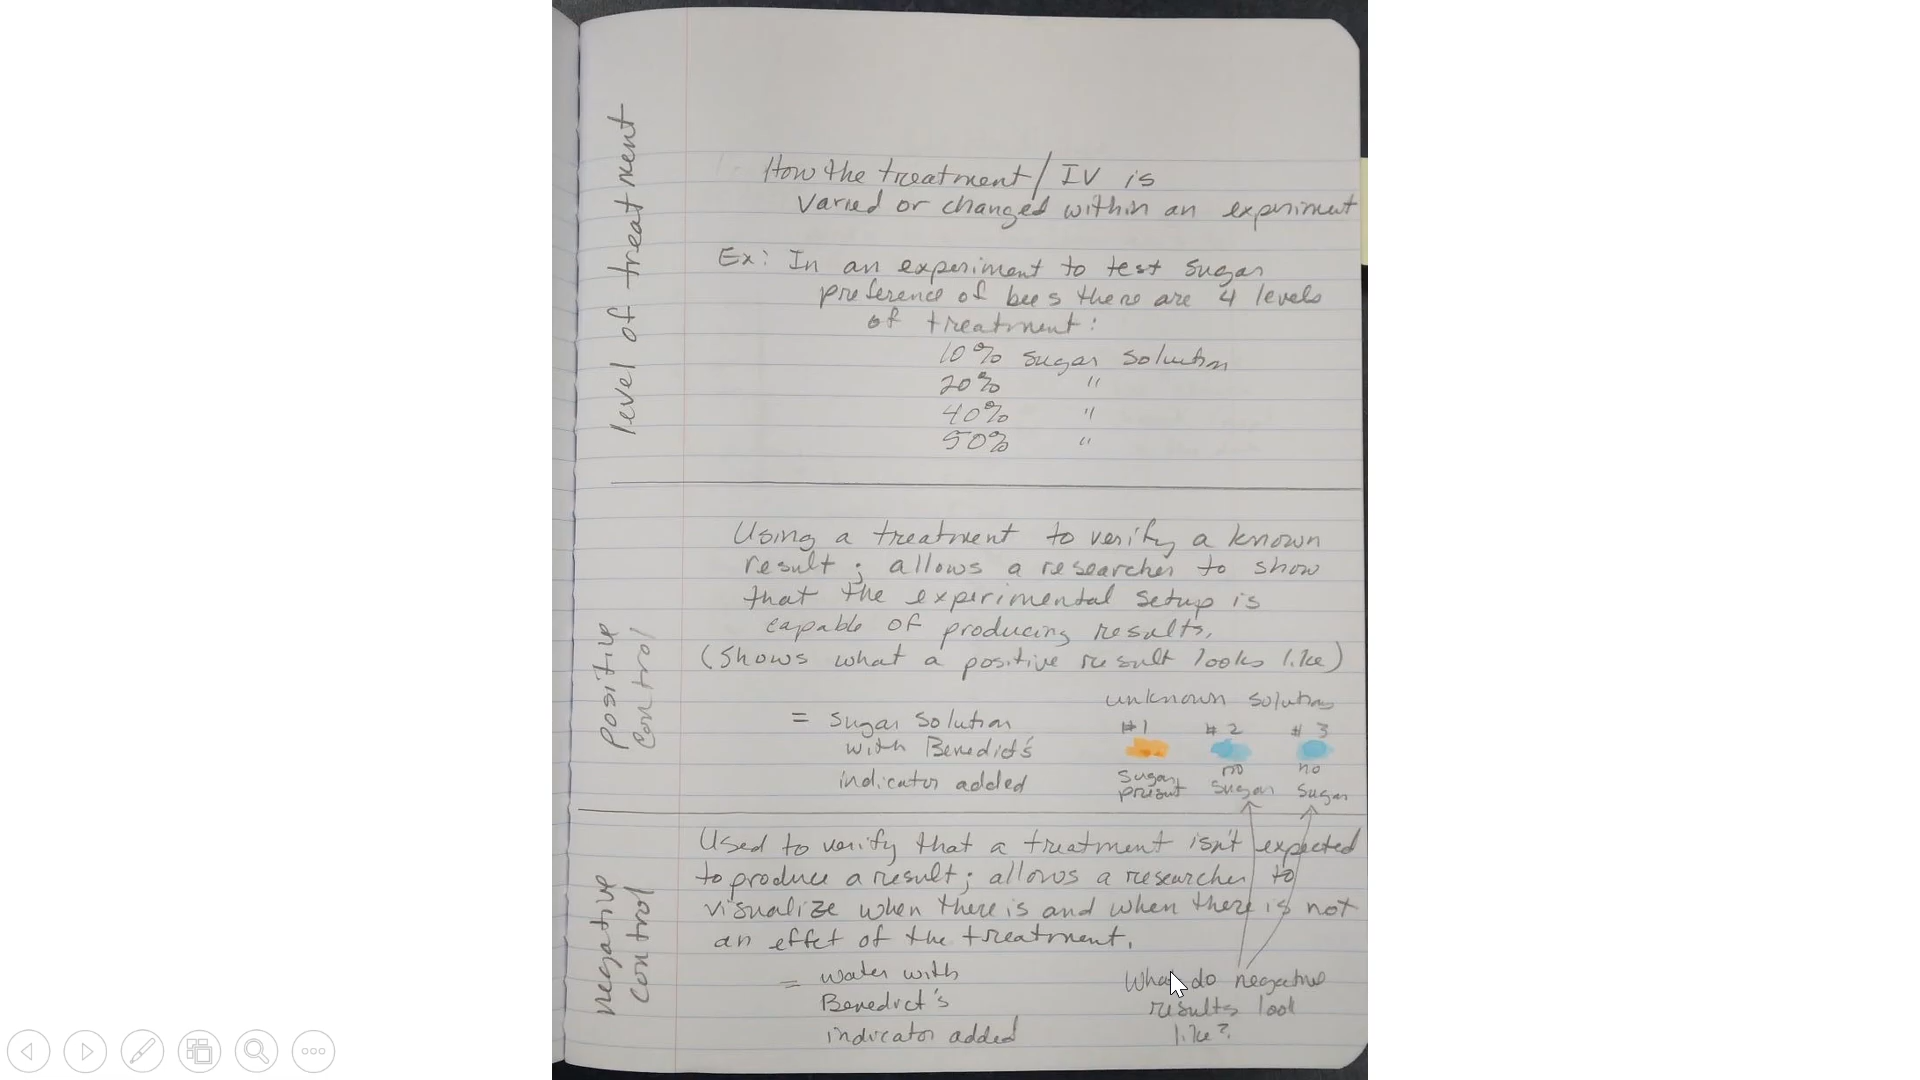 level of treatment
How the treatment/IV is
varied or changed within an experiment
Ex: In an experiment to test sugar
preference of bees there are 4 levels
of treatment:
10% sugar solution
20% "
40% "
50% "
Positive
control
Using a treatment to verify a known
result; allows a researcher to show
that the experimental setup is
capable of producing results.
(Shows what a positive result looks like)
= sugar solution
with Benedict's
indicator added
unknown solutions
#1 #2 #3
sugar present
no sugar
no sugar
negative
control
Used to verify that a treatment isn't expected
to produce a result; allows a researcher to
visualize when there is and when there is not
an effct of the treatment.
= water with
Benedict's
indicator added
What do negative
results look
like?